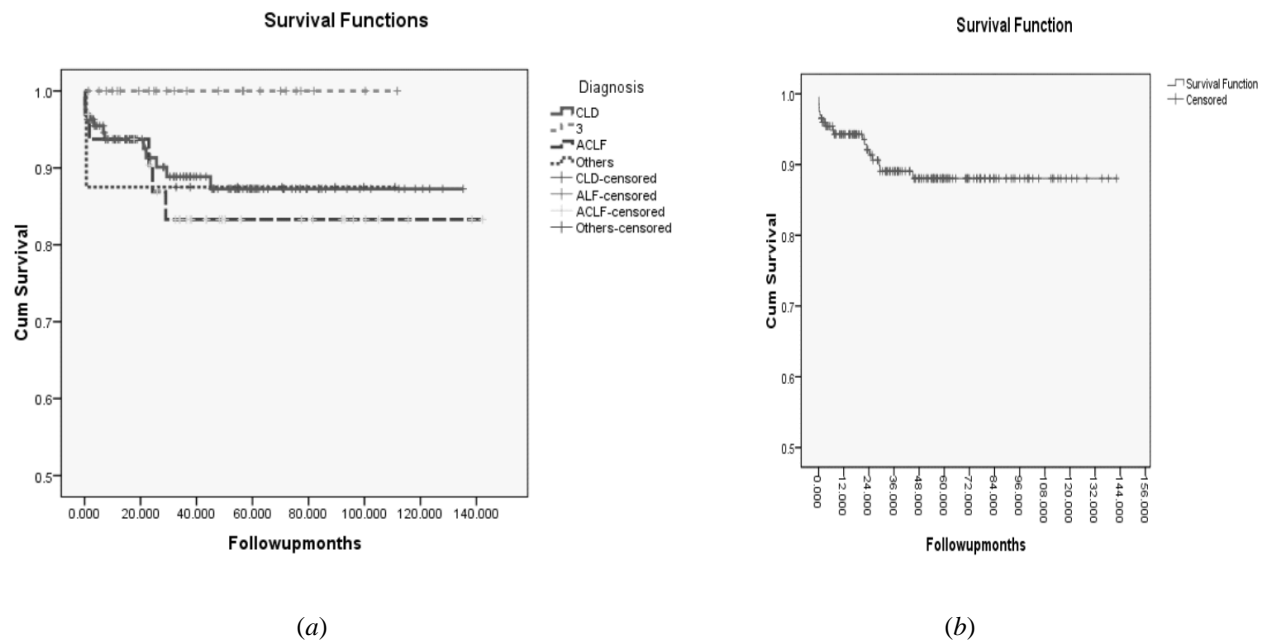 Survival Functions
Diagnosis
CLD
3
ACLF
Others
CLD-censored
ALF-censored
ACLF-censored
Others-censored
Cum Survival
1.0
0.9
0.8
0.7
0.6
0.5
0.000 20.000 40.000 60.000 80.000 100.000 120.000 140.000
Followupmonths
(a)
Survival Function
Survival Function
Censored
Cum Survival
1.0
0.9
0.8
0.7
0.6
0.5
0.000 12.000 24.000 36.000 48.000 60.000 72.000 84.000 96.000 108.000 120.000 132.000 144.000 156.000
Followupmonths
(b)